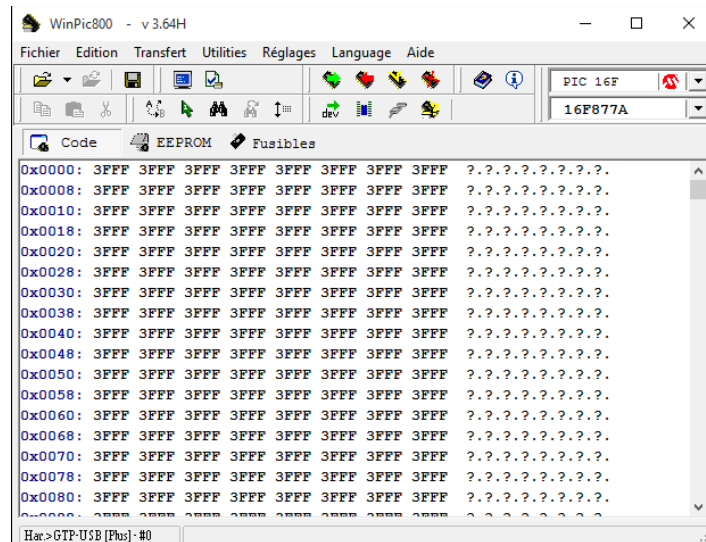 WinPic800 - v 3.64H
Fichier Edition Transfert Utilities Réglages Language Aide
PIC 16F
dev
16F877A
Code EEPROM Fusibles
0x0000: 3FFF 3FFF 3FFF 3FFF 3FFF 3FFF 3FFF 3FFF ?.?.?.?.?.?.?.?.
0x0008: 3FFF 3FFF 3FFF 3FFF 3FFF 3FFF 3FFF 3FFF ?.?.?.?.?.?.?.?.
0x0010: 3FFF 3FFF 3FFF 3FFF 3FFF 3FFF 3FFF 3FFF ?.?.?.?.?.?.?.?.
0x0018: 3FFF 3FFF 3FFF 3FFF 3FFF 3FFF 3FFF 3FFF ?.?.?.?.?.?.?.?.
0x0020: 3FFF 3FFF 3FFF 3FFF 3FFF 3FFF 3FFF 3FFF ?.?.?.?.?.?.?.?.
0x0028: 3FFF 3FFF 3FFF 3FFF 3FFF 3FFF 3FFF 3FFF ?.?.?.?.?.?.?.?.
0x0030: 3FFF 3FFF 3FFF 3FFF 3FFF 3FFF 3FFF 3FFF ?.?.?.?.?.?.?.?.
0x0038: 3FFF 3FFF 3FFF 3FFF 3FFF 3FFF 3FFF 3FFF ?.?.?.?.?.?.?.?.
0x0040: 3FFF 3FFF 3FFF 3FFF 3FFF 3FFF 3FFF 3FFF ?.?.?.?.?.?.?.?.
0x0048: 3FFF 3FFF 3FFF 3FFF 3FFF 3FFF 3FFF 3FFF ?.?.?.?.?.?.?.?.
0x0050: 3FFF 3FFF 3FFF 3FFF 3FFF 3FFF 3FFF 3FFF ?.?.?.?.?.?.?.?.
0x0058: 3FFF 3FFF 3FFF 3FFF 3FFF 3FFF 3FFF 3FFF ?.?.?.?.?.?.?.?.
0x0060: 3FFF 3FFF 3FFF 3FFF 3FFF 3FFF 3FFF 3FFF ?.?.?.?.?.?.?.?.
0x0068: 3FFF 3FFF 3FFF 3FFF 3FFF 3FFF 3FFF 3FFF ?.?.?.?.?.?.?.?.
0x0070: 3FFF 3FFF 3FFF 3FFF 3FFF 3FFF 3FFF 3FFF ?.?.?.?.?.?.?.?.
0x0078: 3FFF 3FFF 3FFF 3FFF 3FFF 3FFF 3FFF 3FFF ?.?.?.?.?.?.?.?.
0x0080: 3FFF 3FFF 3FFF 3FFF 3FFF 3FFF 3FFF 3FFF ?.?.?.?.?.?.?.?.
Har.>GTP-USB [Plus] - #0